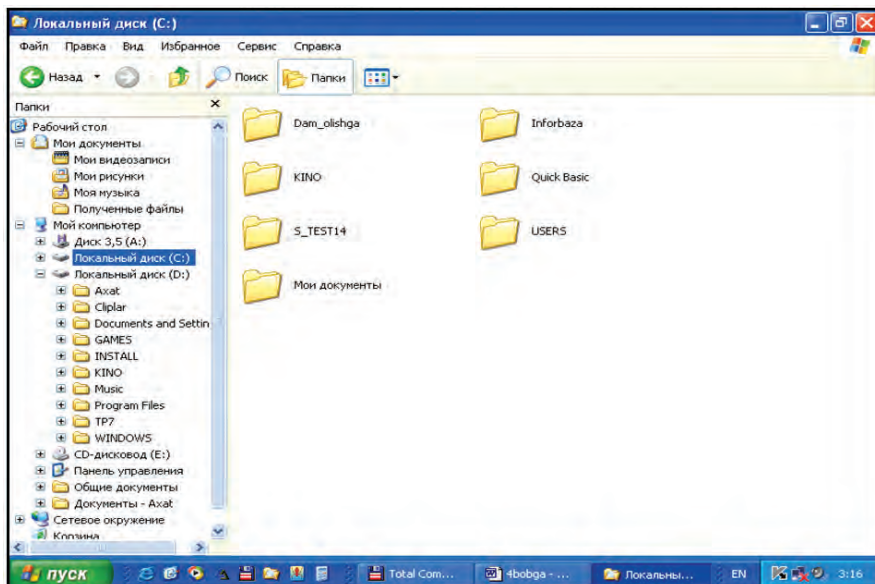 Локальный диск (C:)
Файл Правка Вид Избранное Сервис Справка
Назад Поиск Папки
Папки
Рабочий стол
Мои документы
Мои видеозаписи
Мои рисунки
Моя музыка
Полученные файлы
Мой компьютер
Диск 3,5 (A:)
Локальный диск (C:)
Локальный диск (D:)
Axat
Cliplar
Documents and Settin
GAMES
INSTALL
KINO
Music
Program Files
TP7
WINDOWS
CD-дисковод (E:)
Панель управления
Общие документы
Документы - Axat
Сетевое окружение
Корзина
Dam_olishga Inforbaza
KINO Quick Basic
S_TEST14 USERS
Мои документы
пуск Total Com... 4bobga - ... Локальны... EN 3:16